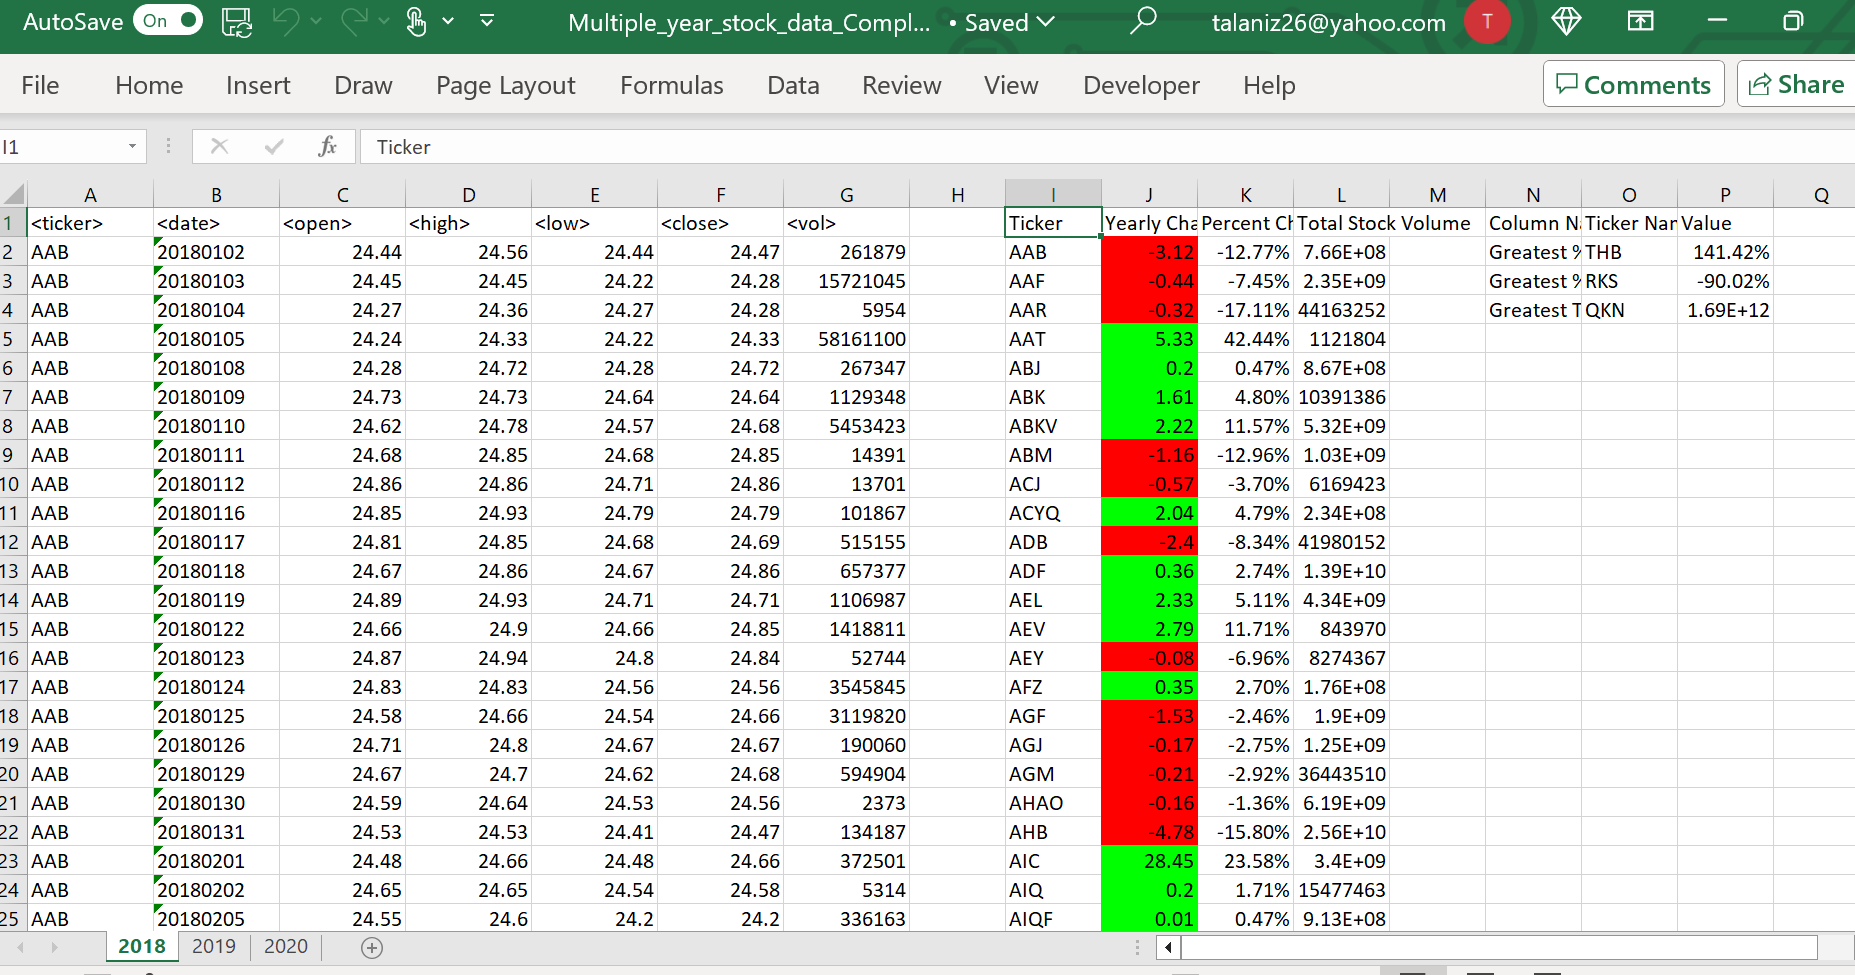 AutoSave On Multiple_year_stock_data_Compl... • Saved talaniz26@yahoo.com T
File Home Insert Draw Page Layout Formulas Data Review View Developer Help Comments Share
I1 fx Ticker
A B C D E F G H I J K L M N O P Q
1 <ticker> <date> <open> <high> <low> <close> <vol> Ticker Yearly Cha Percent Ch Total Stock Volume Column Na Ticker Nar Value
2 AAB 20180102 24.44 24.56 24.44 24.47 261879 AAB -3.12 -12.77% 7.66E+08 Greatest % THB 141.42%
3 AAB 20180103 24.45 24.45 24.22 24.28 15721045 AAF -0.44 -7.45% 2.35E+09 Greatest % RKS -90.02%
4 AAB 20180104 24.27 24.36 24.27 24.28 5954 AAR -0.32 -17.11% 44163252 Greatest T QKN 1.69E+12
5 AAB 20180105 24.24 24.33 24.22 24.33 58161100 AAT 5.33 42.44% 1121804
6 AAB 20180108 24.28 24.72 24.28 24.72 267347 ABJ 0.2 0.47% 8.67E+08
7 AAB 20180109 24.73 24.73 24.64 24.64 1129348 ABK 1.61 4.80% 10391386
8 AAB 20180110 24.62 24.78 24.57 24.68 5453423 ABKV 2.22 11.57% 5.32E+09
9 AAB 20180111 24.68 24.85 24.68 24.85 14391 ABM -1.16 -12.96% 1.03E+09
10 AAB 20180112 24.86 24.86 24.71 24.86 13701 ACJ -0.57 -3.70% 6169423
11 AAB 20180116 24.85 24.93 24.79 24.79 101867 ACYQ 2.04 4.79% 2.34E+08
12 AAB 20180117 24.81 24.85 24.68 24.69 515155 ADB -2.4 -8.34% 41980152
13 AAB 20180118 24.67 24.86 24.67 24.86 657377 ADF 0.36 2.74% 1.39E+10
14 AAB 20180119 24.89 24.93 24.71 24.71 1106987 AEL 2.33 5.11% 4.34E+09
15 AAB 20180122 24.66 24.9 24.66 24.85 1418811 AEV 2.79 11.71% 843970
16 AAB 20180123 24.87 24.94 24.8 24.84 52744 AEY -0.08 -6.96% 8274367
17 AAB 20180124 24.83 24.83 24.56 24.56 3545845 AFZ 0.35 2.70% 1.76E+08
18 AAB 20180125 24.58 24.66 24.54 24.66 3119820 AGF -1.53 -2.46% 1.9E+09
19 AAB 20180126 24.71 24.8 24.67 24.67 190060 AGJ -0.17 -2.75% 1.25E+09
20 AAB 20180129 24.67 24.7 24.62 24.68 594904 AGM -0.21 -2.92% 36443510
21 AAB 20180130 24.59 24.64 24.53 24.56 2373 AHAO -0.16 -1.36% 6.19E+09
22 AAB 20180131 24.53 24.53 24.41 24.47 134187 AHB -4.78 -15.80% 2.56E+10
23 AAB 20180201 24.48 24.66 24.48 24.66 372501 AIC 28.45 23.58% 3.4E+09
24 AAB 20180202 24.65 24.65 24.54 24.58 5314 AIQ 0.2 1.71% 15477463
25 AAB 20180205 24.55 24.6 24.2 24.2 336163 AIQF 0.01 0.47% 9.13E+08
2018 2019 2020